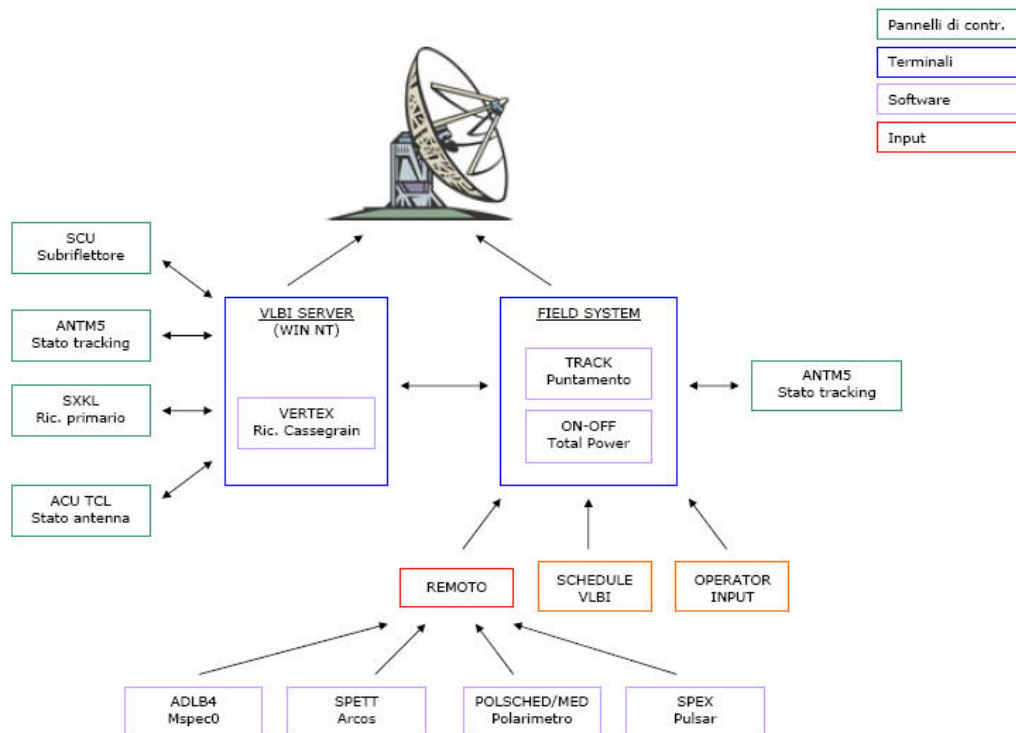 Pannelli di contr.
Terminali
Software
Input
SCU
Subriflettore
ANTM5
Stato tracking
SXKL
Ric. primario
ACU TCL
Stato antenna
VLBI SERVER
(WIN NT)
VERTEX
Ric. Cassegrain
FIELD SYSTEM
TRACK
Puntamento
ON-OFF
Total Power
ANTM5
Stato tracking
REMOTO
SCHEDULE
VLBI
OPERATOR
INPUT
ADLB4
Mspec0
SPETT
Arcos
POLSCHED/MED
Polarimetro
SPEX
Pulsar